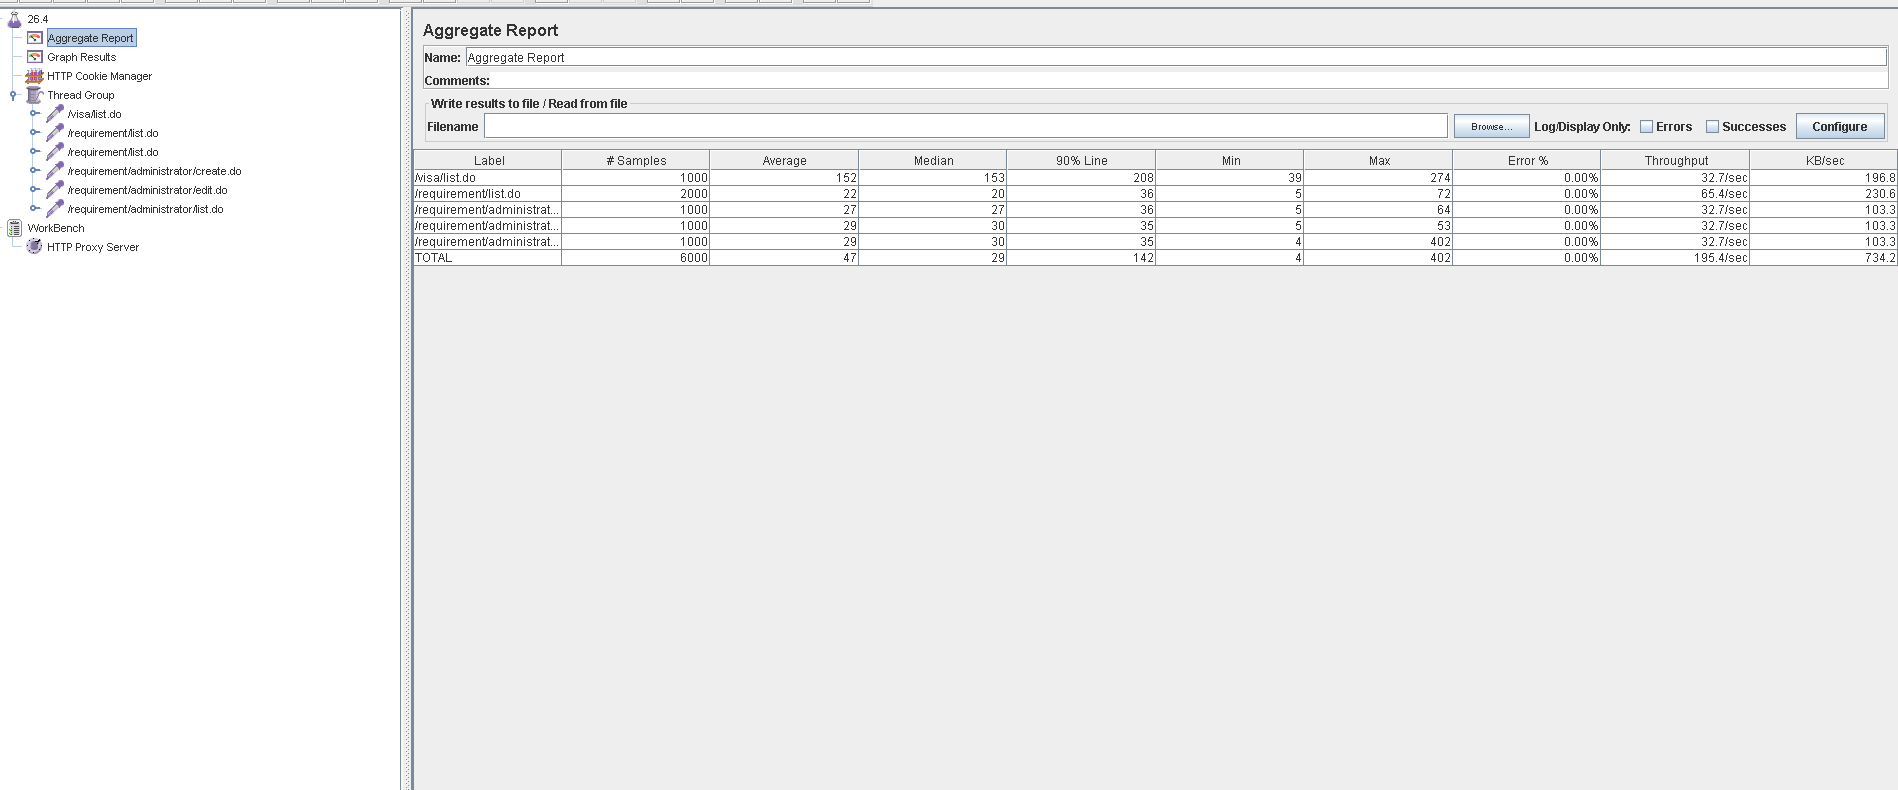 26.4
Aggregate Report
Graph Results
HTTP Cookie Manager
Thread Group
/visa/list.do
/requirement/list.do
/requirement/list.do
/requirement/administrator/create.do
/requirement/administrator/edit.do
/requirement/administrator/list.do
WorkBench
HTTP Proxy Server
Aggregate Report
Name: Aggregate Report
Comments:
Write results to file / Read from file
Filename Browse... Log/Display Only: Errors Successes Configure
Label # Samples Average Median 90% Line Min Max Error % Throughput KB/sec
/visa/list.do 1000 152 153 208 39 274 0.00% 32.7/sec 196.8
/requirement/list.do 2000 22 20 36 5 72 0.00% 65.4/sec 230.6
/requirement/administrat... 1000 27 27 36 5 64 0.00% 32.7/sec 103.3
/requirement/administrat... 1000 29 30 35 5 53 0.00% 32.7/sec 103.3
/requirement/administrat... 1000 29 30 35 4 402 0.00% 32.7/sec 103.3
TOTAL 6000 47 29 142 4 402 0.00% 195.4/sec 734.2